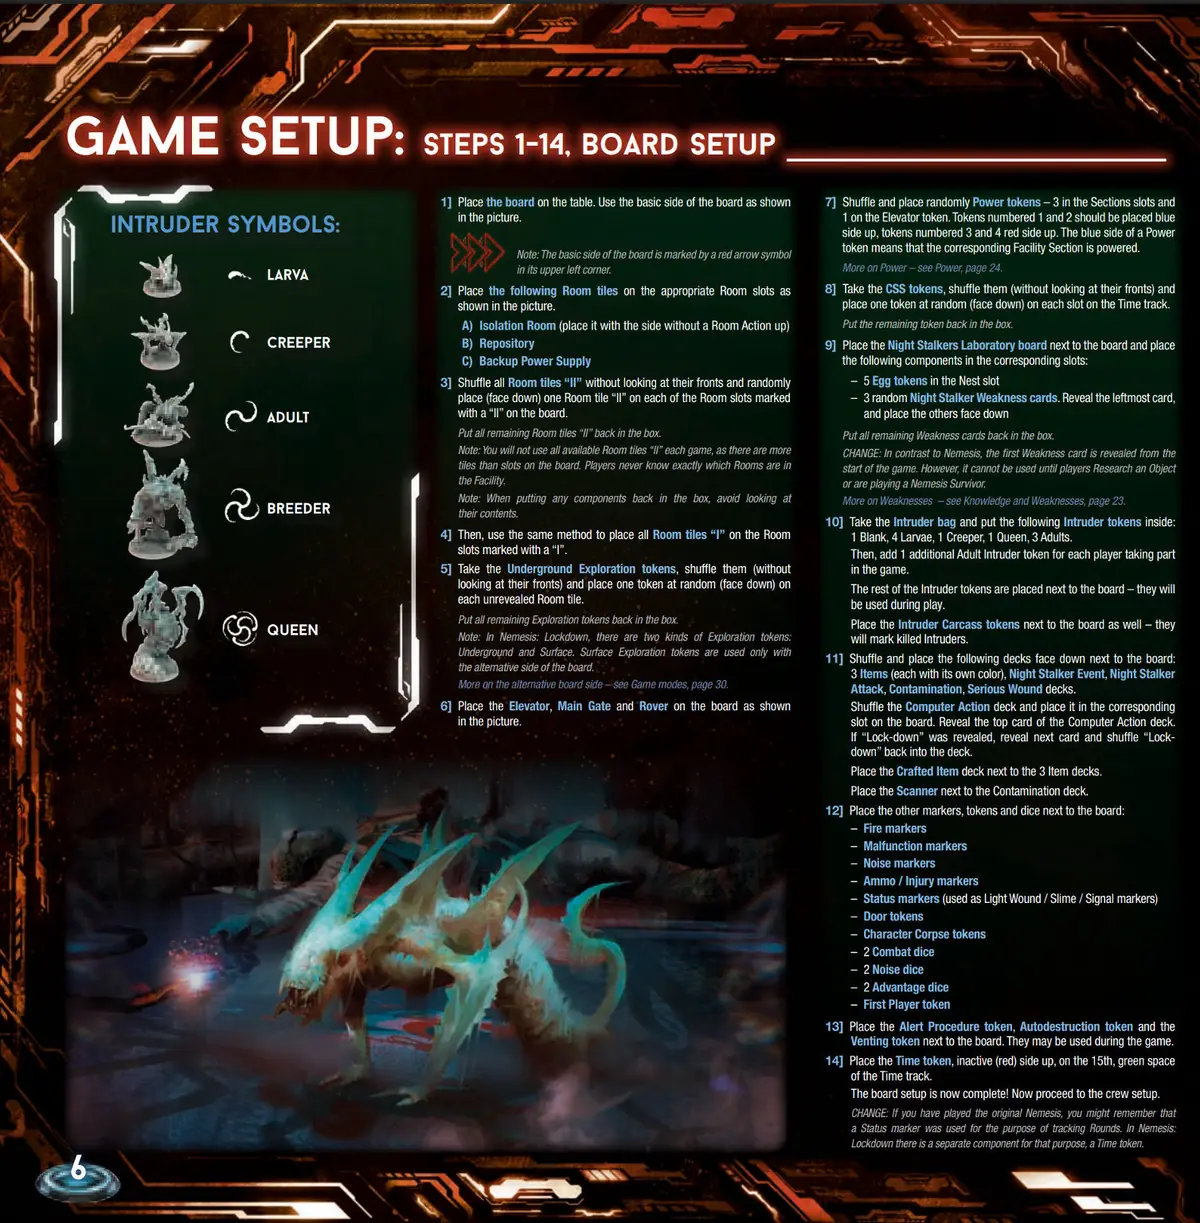 GAME SETUP: STEPS 1-14, BOARD SETUP
INTRUDER SYMBOLS:
LARVA
CREEPER
ADULT
BREEDER
QUEEN
1] Place the board on the table. Use the basic side of the board as shown
in the picture.
Note: The basic side of the board is marked by a red arrow symbol
in its upper left corner.
2] Place the following Room tiles on the appropriate Room slots as
shown in the picture.
A) Isolation Room (place it with the side without a Room Action up)
B) Repository
C) Backup Power Supply
3] Shuffle all Room tiles “II” without looking at their fronts and randomly
place (face down) one Room tile “II” on each of the Room slots marked
with a “II” on the board.
Put all remaining Room tiles “II” back in the box.
Note: You will not use all available Room tiles “II” each game, as there are more
tiles than slots on the board. Players never know exactly which Rooms are in
the Facility.
Note: When putting any components back in the box, avoid looking at
their contents.
4] Then, use the same method to place all Room tiles “I” on the Room
slots marked with a “I”.
5] Take the Underground Exploration tokens, shuffle them (without
looking at their fronts) and place one token at random (face down) on
each unrevealed Room tile.
Put all remaining Exploration tokens back in the box.
Note: In Nemesis: Lockdown, there are two kinds of Exploration tokens:
Underground and Surface. Surface Exploration tokens are used only with
the alternative side of the board.
More on the alternative board side – see Game modes, page 30.
6] Place the Elevator, Main Gate and Rover on the board as shown
in the picture.
7] Shuffle and place randomly Power tokens – 3 in the Sections slots and
1 on the Elevator token. Tokens numbered 1 and 2 should be placed blue
side up, tokens numbered 3 and 4 red side up. The blue side of a Power
token means that the corresponding Facility Section is powered.
More on Power – see Power, page 24.
8] Take the CSS tokens, shuffle them (without looking at their fronts) and
place one token at random (face down) on each slot on the Time track.
Put the remaining token back in the box.
9] Place the Night Stalkers Laboratory board next to the board and place
the following components in the corresponding slots:
– 5 Egg tokens in the Nest slot
– 3 random Night Stalker Weakness cards. Reveal the leftmost card,
and place the others face down
Put all remaining Weakness cards back in the box.
CHANGE: In contrast to Nemesis, the first Weakness card is revealed from the
start of the game. However, it cannot be used until players Research an Object
or are playing a Nemesis Survivor.
More on Weaknesses – see Knowledge and Weaknesses, page 23.
10] Take the Intruder bag and put the following Intruder tokens inside:
1 Blank, 4 Larvae, 1 Creeper, 1 Queen, 3 Adults.
Then, add 1 additional Adult Intruder token for each player taking part
in the game.
The rest of the Intruder tokens are placed next to the board – they will
be used during play.
Place the Intruder Carcass tokens next to the board as well – they
will mark killed Intruders.
11] Shuffle and place the following decks face down next to the board:
3 Items (each with its own color), Night Stalker Event, Night Stalker
Attack, Contamination, Serious Wound decks.
Shuffle the Computer Action deck and place it in the corresponding
slot on the board. Reveal the top card of the Computer Action deck.
If “Lock-down” was revealed, reveal next card and shuffle “Lock-
down” back into the deck.
Place the Crafted Item deck next to the 3 Item decks.
Place the Scanner next to the Contamination deck.
12] Place the other markers, tokens and dice next to the board:
– Fire markers
– Malfunction markers
– Noise markers
– Ammo / Injury markers
– Status markers (used as Light Wound / Slime / Signal markers)
– Door tokens
– Character Corpse tokens
– 2 Combat dice
– 2 Noise dice
– 2 Advantage dice
– First Player token
13] Place the Alert Procedure token, Autodestruction token and the
Venting token next to the board. They may be used during the game.
14] Place the Time token, inactive (red) side up, on the 15th, green space
of the Time track.
The board setup is now complete! Now proceed to the crew setup.
CHANGE: If you have played the original Nemesis, you might remember that
a Status marker was used for the purpose of tracking Rounds. In Nemesis:
Lockdown there is a separate component for that purpose, a Time token.
6